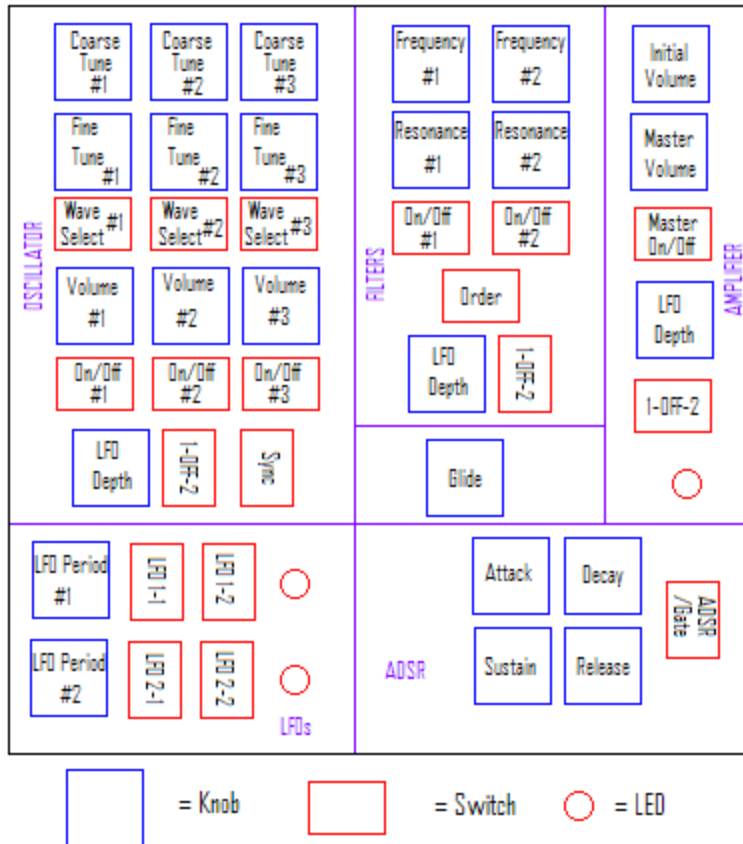 Coarse
Tune
#1
Coarse
Tune
#2
Coarse
Tune
#3
Fine
Tune
#1
Fine
Tune
#2
Fine
Tune
#3
Wave #1
Select
Wave
Select #2
Wave #3
Select
Volume
#1
Volume
#2
Volume
#3
On/Off
#1
On/Off
#2
On/Off
#3
LFO
Depth
1-OFF-2
Sync
OSCILLATOR
Frequency
#1
Frequency
#2
Resonance
#1
Resonance
#2
On/Off
#1
On/Off
#2
Order
LFO
Depth
1-OFF-2
FILTERS
Glide
Initial
Volume
Master
Volume
Master
On/Off
LFO
Depth
1-OFF-2
AMPLIFIER
LFO Period
#1
LFO 1-1
LFO 1-2
LFO Period
#2
LFO 2-1
LFO 2-2
LFOs
Attack
Decay
Sustain
Release
ADSR
/Gate
ADSR
= Knob
= Switch
= LED